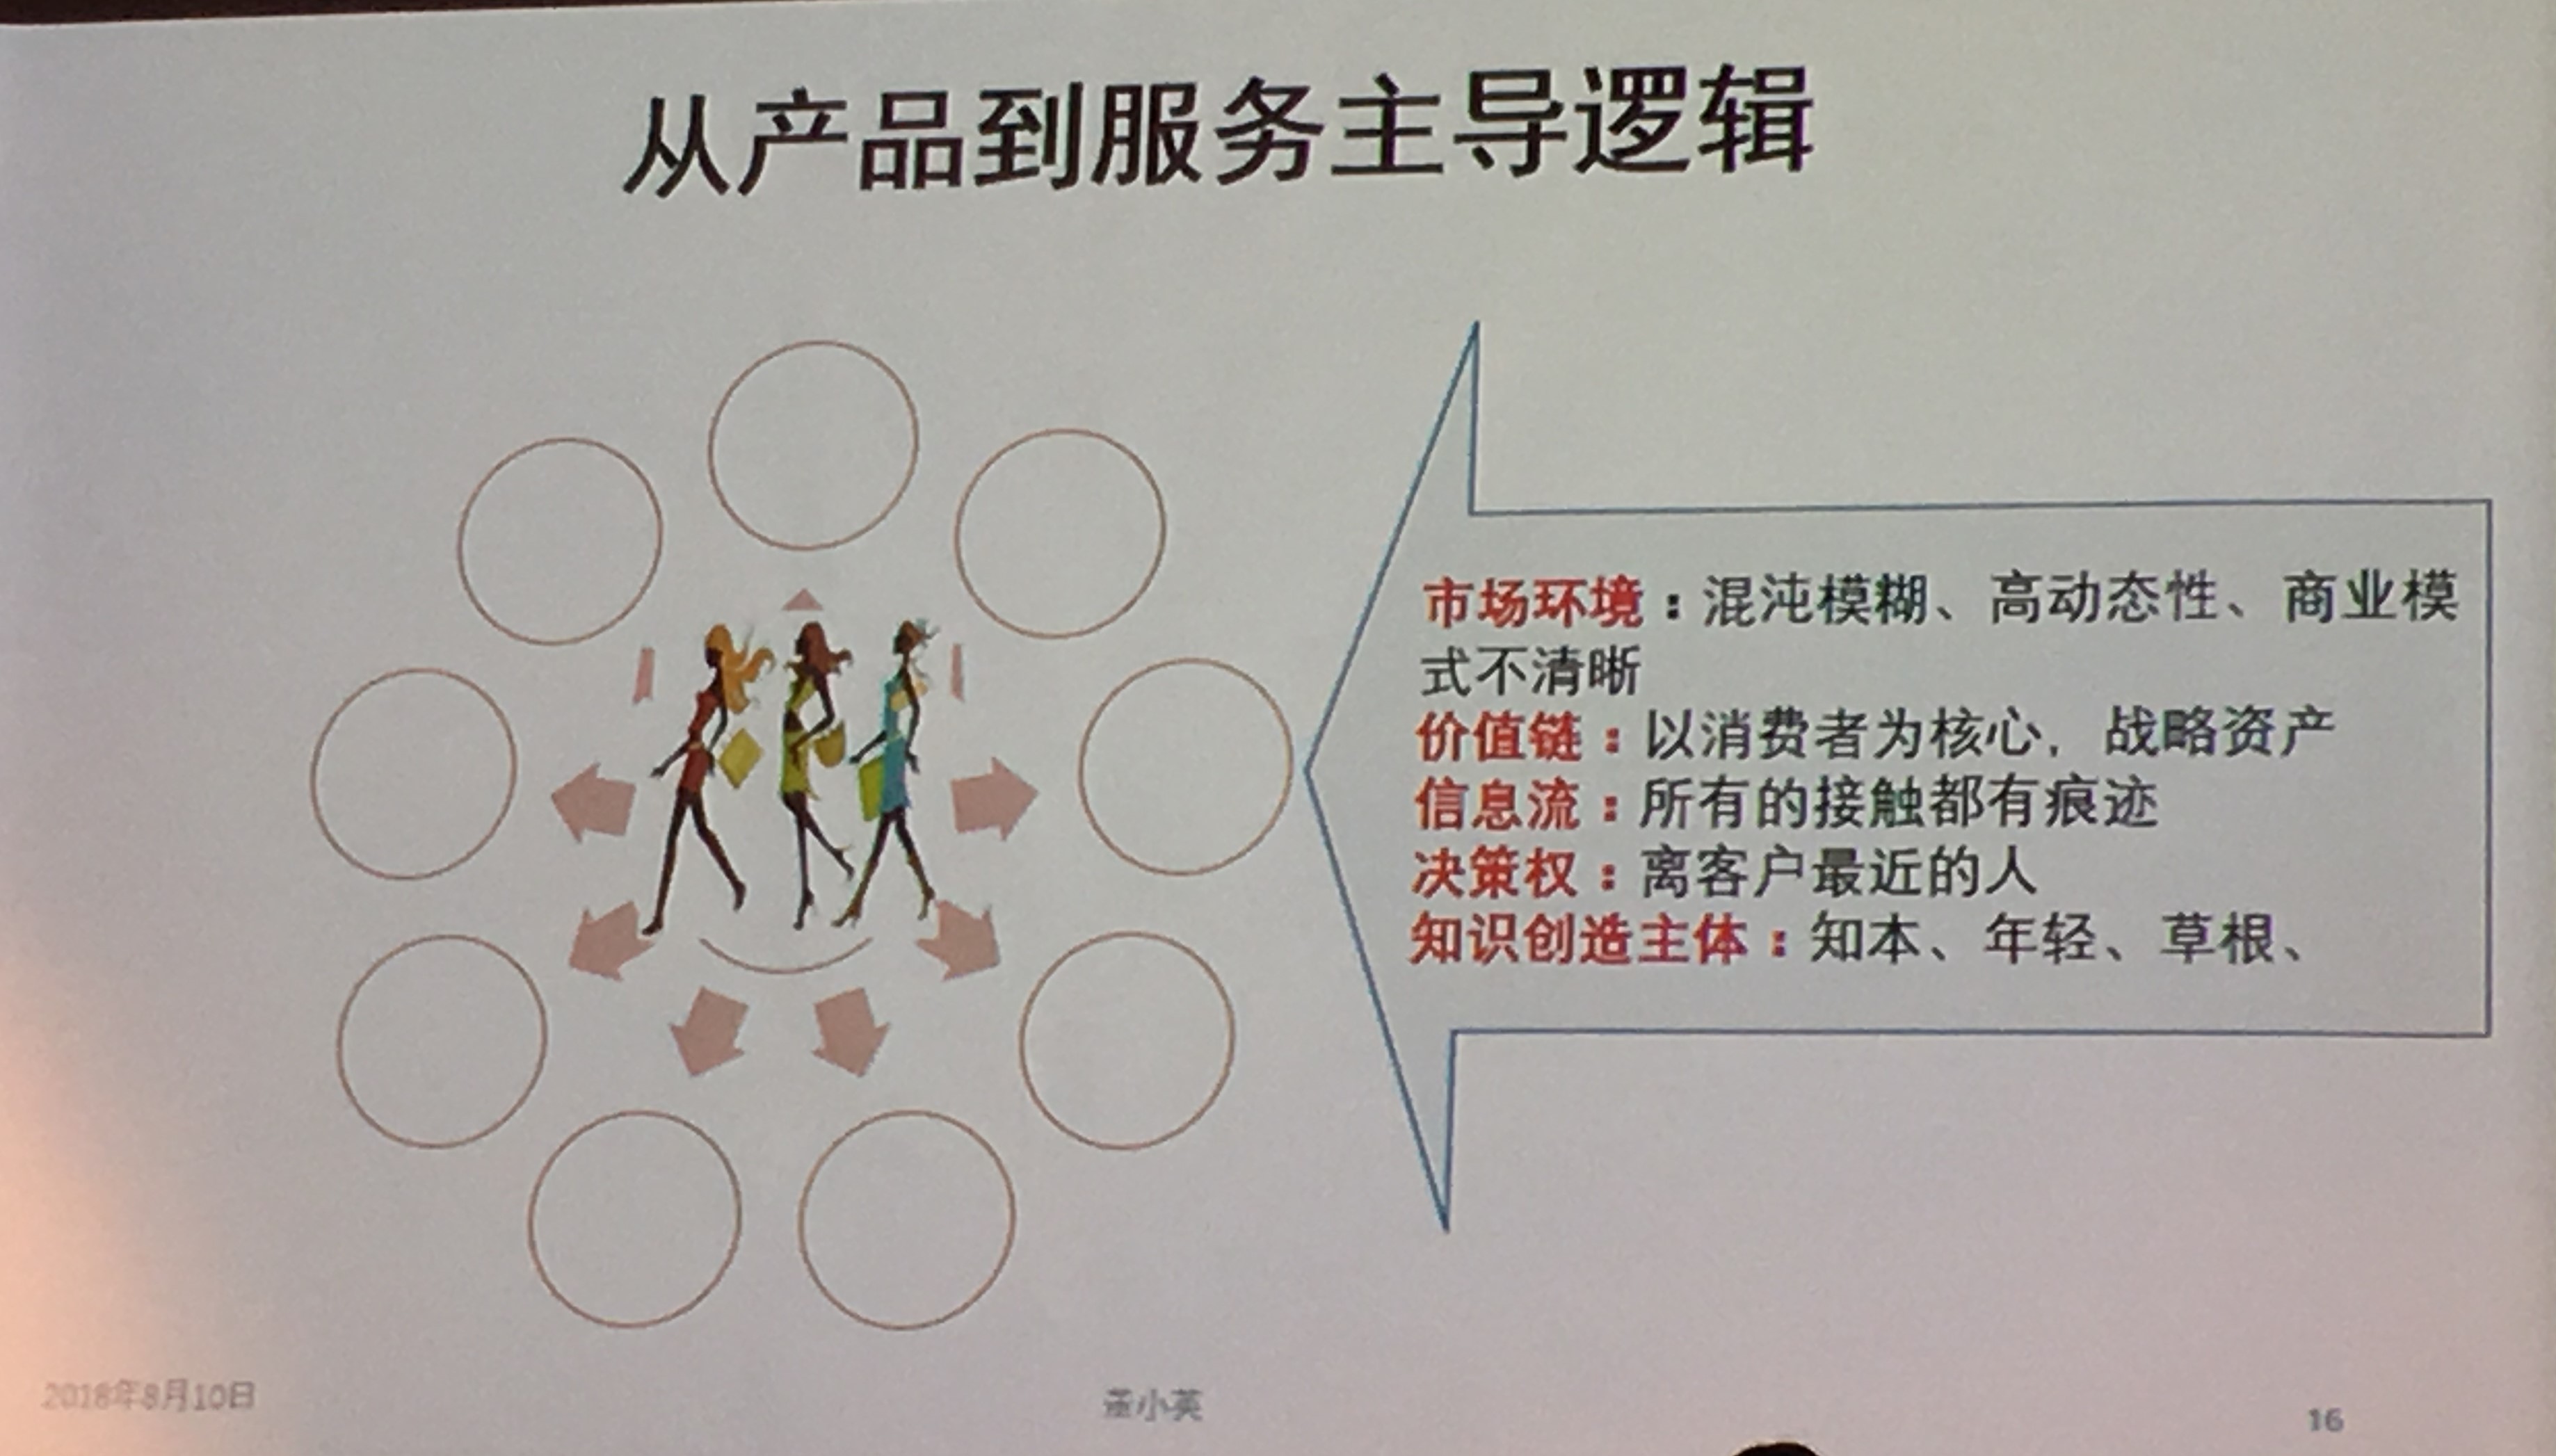 从产品到服务主导逻辑
市场环境：混沌模糊、高动态性、商业模
式不清晰
价值链：以消费者为核心，战略资产
信息流：所有的接触都有痕迹
决策权：离客户最近的人
知识创造主体：知本、年轻、草根、
2018年8月10日
董小英
16